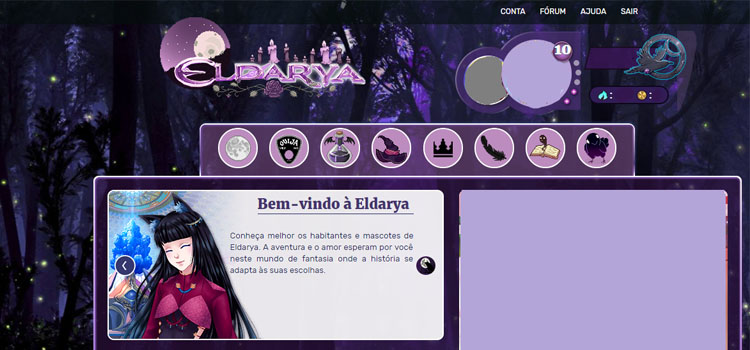 CONTA FÓRUM AJUDA SAIR
ELDARYA
10
:
:
OUIJA
Bem-vindo à Eldarya
Conheça melhor os habitantes e mascotes de
Eldarya. A aventura e o amor esperam por você
neste mundo de fantasia onde a história se
adapta às suas escolhas.